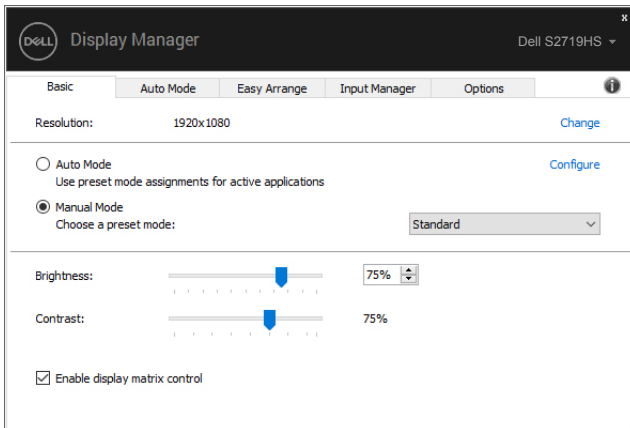 x
DELL Display Manager Dell S2719HS
Basic Auto Mode Easy Arrange Input Manager Options
Resolution: 1920x1080 Change
Auto Mode Configure
Use preset mode assignments for active applications
Manual Mode
Choose a preset mode: Standard
Brightness: 75%
Contrast: 75%
Enable display matrix control